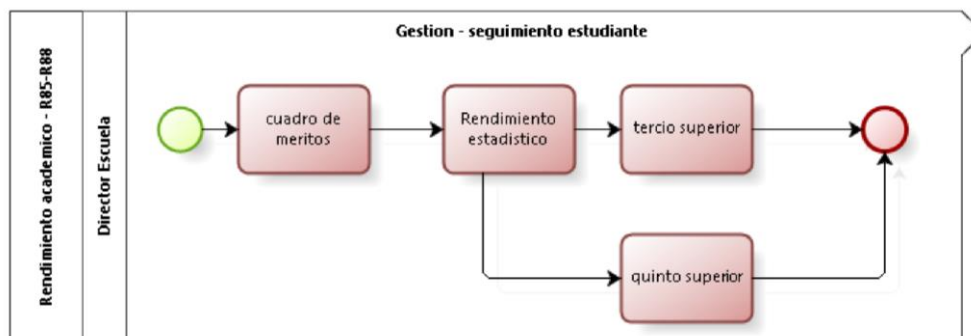 Gestion - seguimiento estudiante
Rendimiento academico - R85-R88
Director Escuela
cuadro de
meritos
Rendimiento
estadistico
tercio superior
quinto superior